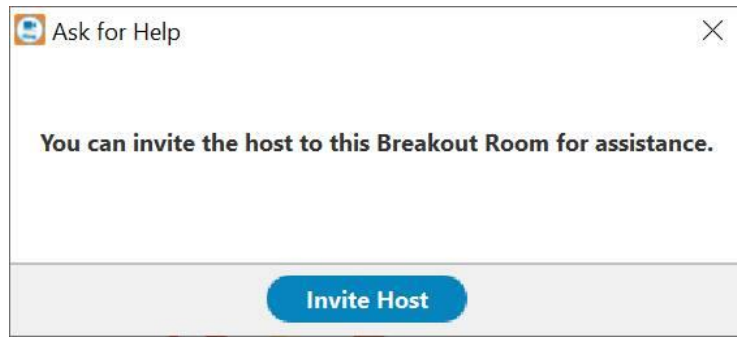 Ask for Help
You can invite the host to this Breakout Room for assistance.
Invite Host